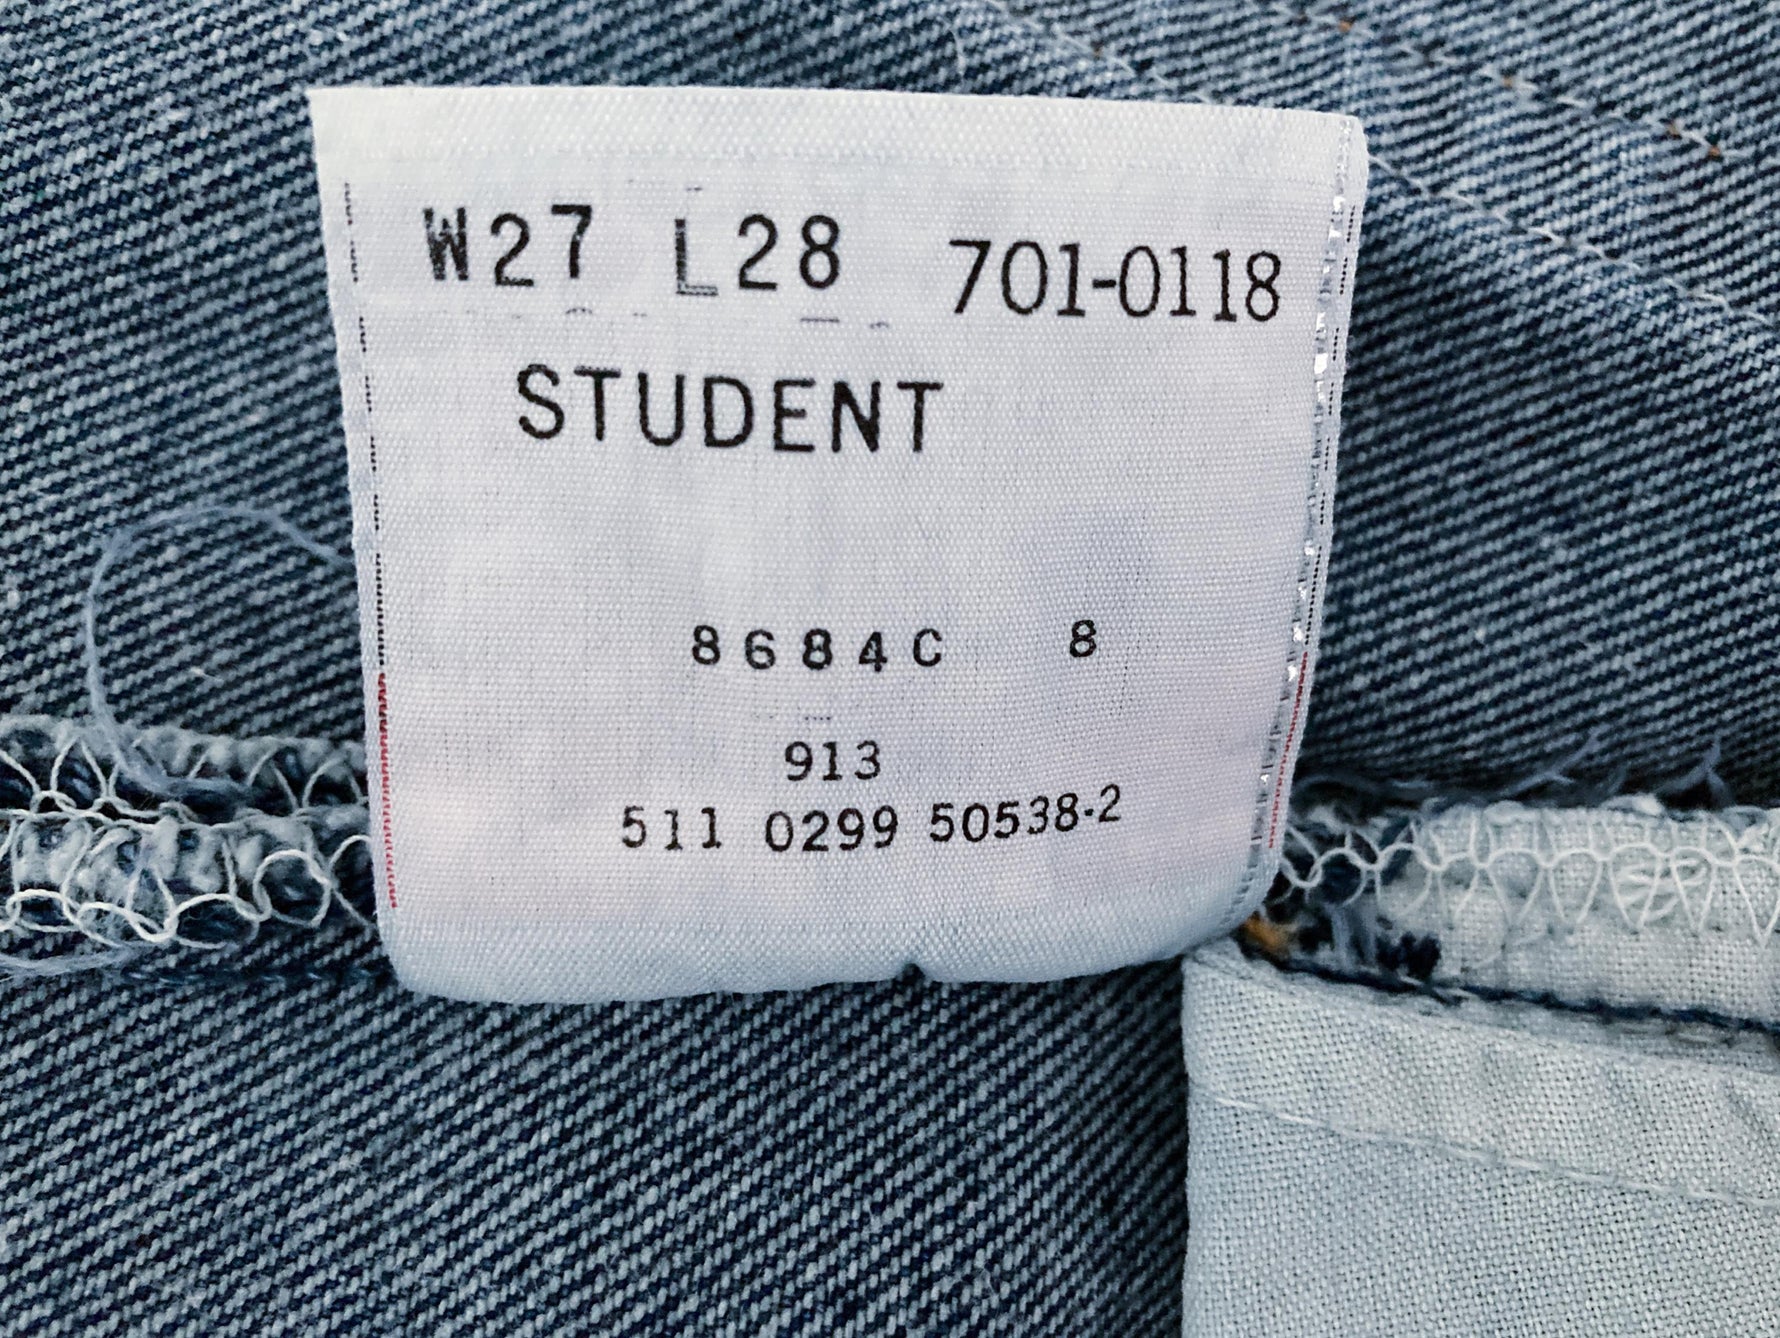 W27 L28 701-0118
STUDENT
8684C 8
913
511 0299 50538-2